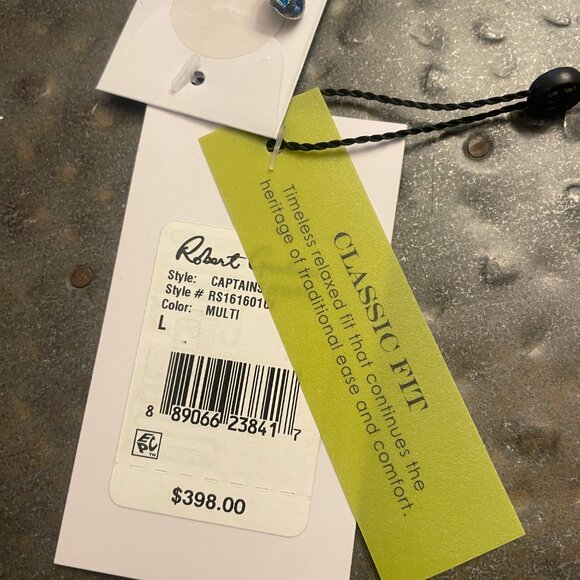 Robert
Style: CAPTAINS
Style # RS161601
Color: MULTI
L
8 89066 23841 7
$398.00
CLASSIC FIT
Timeless relaxed fit that continues the
heritage of traditional ease and comfort.